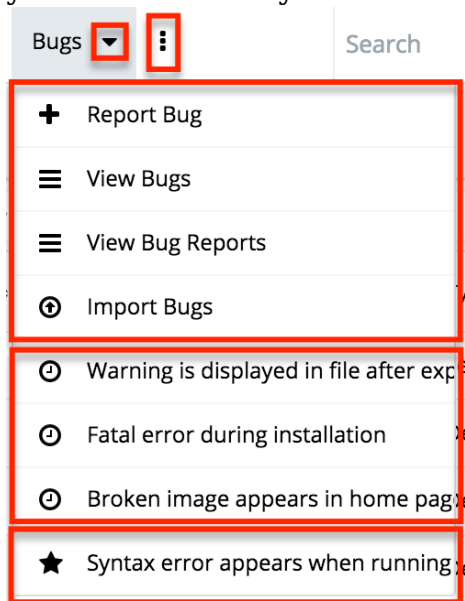 Bugs
Search
Report Bug
View Bugs
View Bug Reports
Import Bugs
Warning is displayed in file after exp
Fatal error during installation
Broken image appears in home pag
Syntax error appears when running